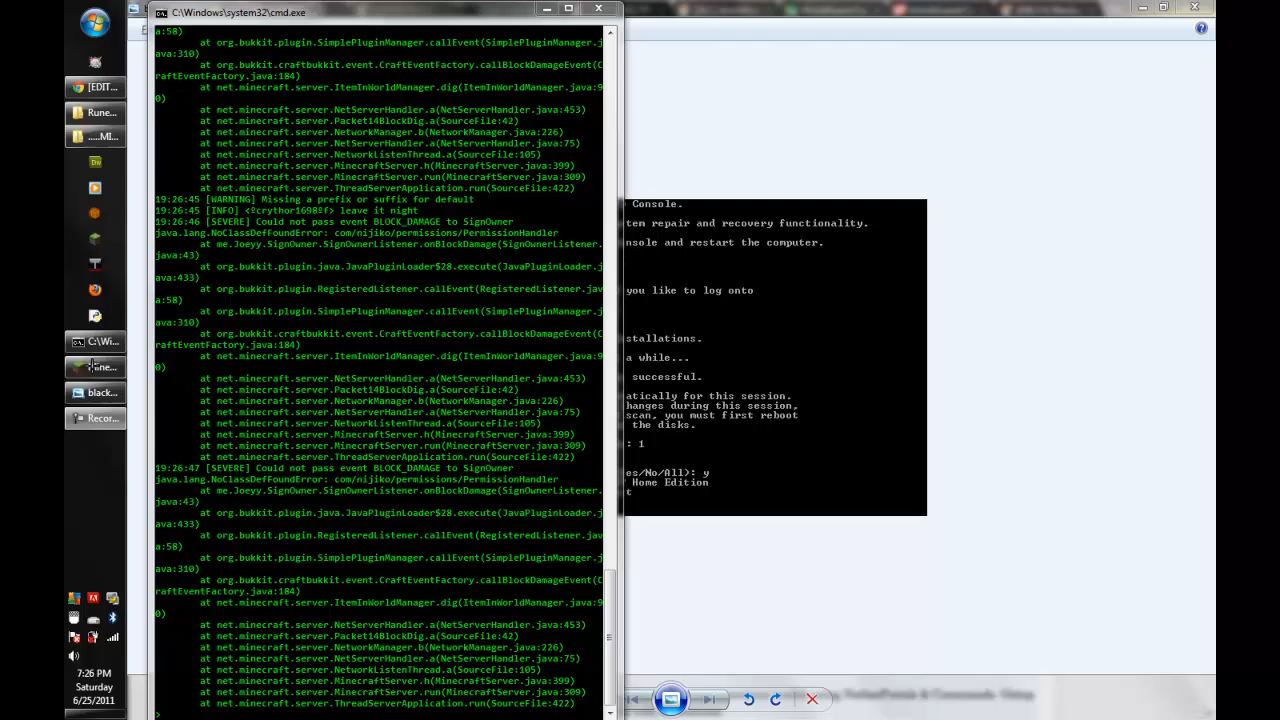 C:\Windows\system32\cmd.exe
a:58)
at org.bukkit.plugin.SimplePluginManager.callEvent(SimplePluginManager.j
ava:310)
at org.bukkit.craftbukkit.event.CraftEventFactory.callBlockDamageEvent(C
raftEventFactory.java:184)
at net.minecraft.server.ItemInWorldManager.dig(ItemInWorldManager.java:9
0)
at net.minecraft.server.NetServerHandler.a(NetServerHandler.java:453)
at net.minecraft.server.Packet14BlockDig.a(SourceFile:42)
at net.minecraft.server.NetworkManager.b(NetworkManager.java:226)
at net.minecraft.server.NetServerHandler.a(NetServerHandler.java:75)
at net.minecraft.server.NetworkListenThread.a(SourceFile:105)
at net.minecraft.server.MinecraftServer.h(MinecraftServer.java:399)
at net.minecraft.server.MinecraftServer.run(MinecraftServer.java:309)
at net.minecraft.server.ThreadServerApplication.run(SourceFile:422)
19:26:45 [WARNING] Missing a prefix or suffix for default
19:26:45 [INFO] <ºcrythor1698ºf> leave it night
19:26:46 [SEVERE] Could not pass event BLOCK_DAMAGE to SignOwner
java.lang.NoClassDefFoundError: com/nijiko/permissions/PermissionHandler
at me.Joeyy.SignOwner.SignOwnerListener.onBlockDamage(SignOwnerListener.
java:43)
at org.bukkit.plugin.java.JavaPluginLoader$28.execute(JavaPluginLoader.java:
433)
at org.bukkit.plugin.RegisteredListener.callEvent(RegisteredListener.jav
a:58)
at org.bukkit.plugin.SimplePluginManager.callEvent(SimplePluginManager.j
ava:310)
at org.bukkit.craftbukkit.event.CraftEventFactory.callBlockDamageEvent(C
raftEventFactory.java:184)
at net.minecraft.server.ItemInWorldManager.dig(ItemInWorldManager.java:9
0)
at net.minecraft.server.NetServerHandler.a(NetServerHandler.java:453)
at net.minecraft.server.Packet14BlockDig.a(SourceFile:42)
at net.minecraft.server.NetworkManager.b(NetworkManager.java:226)
at net.minecraft.server.NetServerHandler.a(NetServerHandler.java:75)
at net.minecraft.server.NetworkListenThread.a(SourceFile:105)
at net.minecraft.server.MinecraftServer.h(MinecraftServer.java:399)
at net.minecraft.server.MinecraftServer.run(MinecraftServer.java:309)
at net.minecraft.server.ThreadServerApplication.run(SourceFile:422)
19:26:47 [SEVERE] Could not pass event BLOCK_DAMAGE to SignOwner
java.lang.NoClassDefFoundError: com/nijiko/permissions/PermissionHandler
at me.Joeyy.SignOwner.SignOwnerListener.onBlockDamage(SignOwnerListener.
java:43)
at org.bukkit.plugin.java.JavaPluginLoader$28.execute(JavaPluginLoader.j
ava:433)
at org.bukkit.plugin.RegisteredListener.callEvent(RegisteredListener.jav
a:58)
at org.bukkit.plugin.SimplePluginManager.callEvent(SimplePluginManager.j
ava:310)
at org.bukkit.craftbukkit.event.CraftEventFactory.callBlockDamageEvent(C
raftEventFactory.java:184)
at net.minecraft.server.ItemInWorldManager.dig(ItemInWorldManager.java:9
0)
at net.minecraft.server.NetServerHandler.a(NetServerHandler.java:453)
at net.minecraft.server.Packet14BlockDig.a(SourceFile:42)
at net.minecraft.server.NetworkManager.b(NetworkManager.java:226)
at net.minecraft.server.NetServerHandler.a(NetServerHandler.java:75)
at net.minecraft.server.NetworkListenThread.a(SourceFile:105)
at net.minecraft.server.MinecraftServer.h(MinecraftServer.java:399)
at net.minecraft.server.MinecraftServer.run(MinecraftServer.java:309)
at net.minecraft.server.ThreadServerApplication.run(SourceFile:422)
>
Console.
tem repair and recovery functionality.
nsole and restart the computer.
you like to log onto
stallations.
a while...
successful.
atically for this session.
hanges during this session,
scan, you must first reboot
the disks.
: 1
es/No/All): y
Home Edition
t
[EDIT...
Rune...
.....MI...
Dw
C:\Wi...
ine...
black...
Recor...
7:26 PM
Saturday
6/25/2011